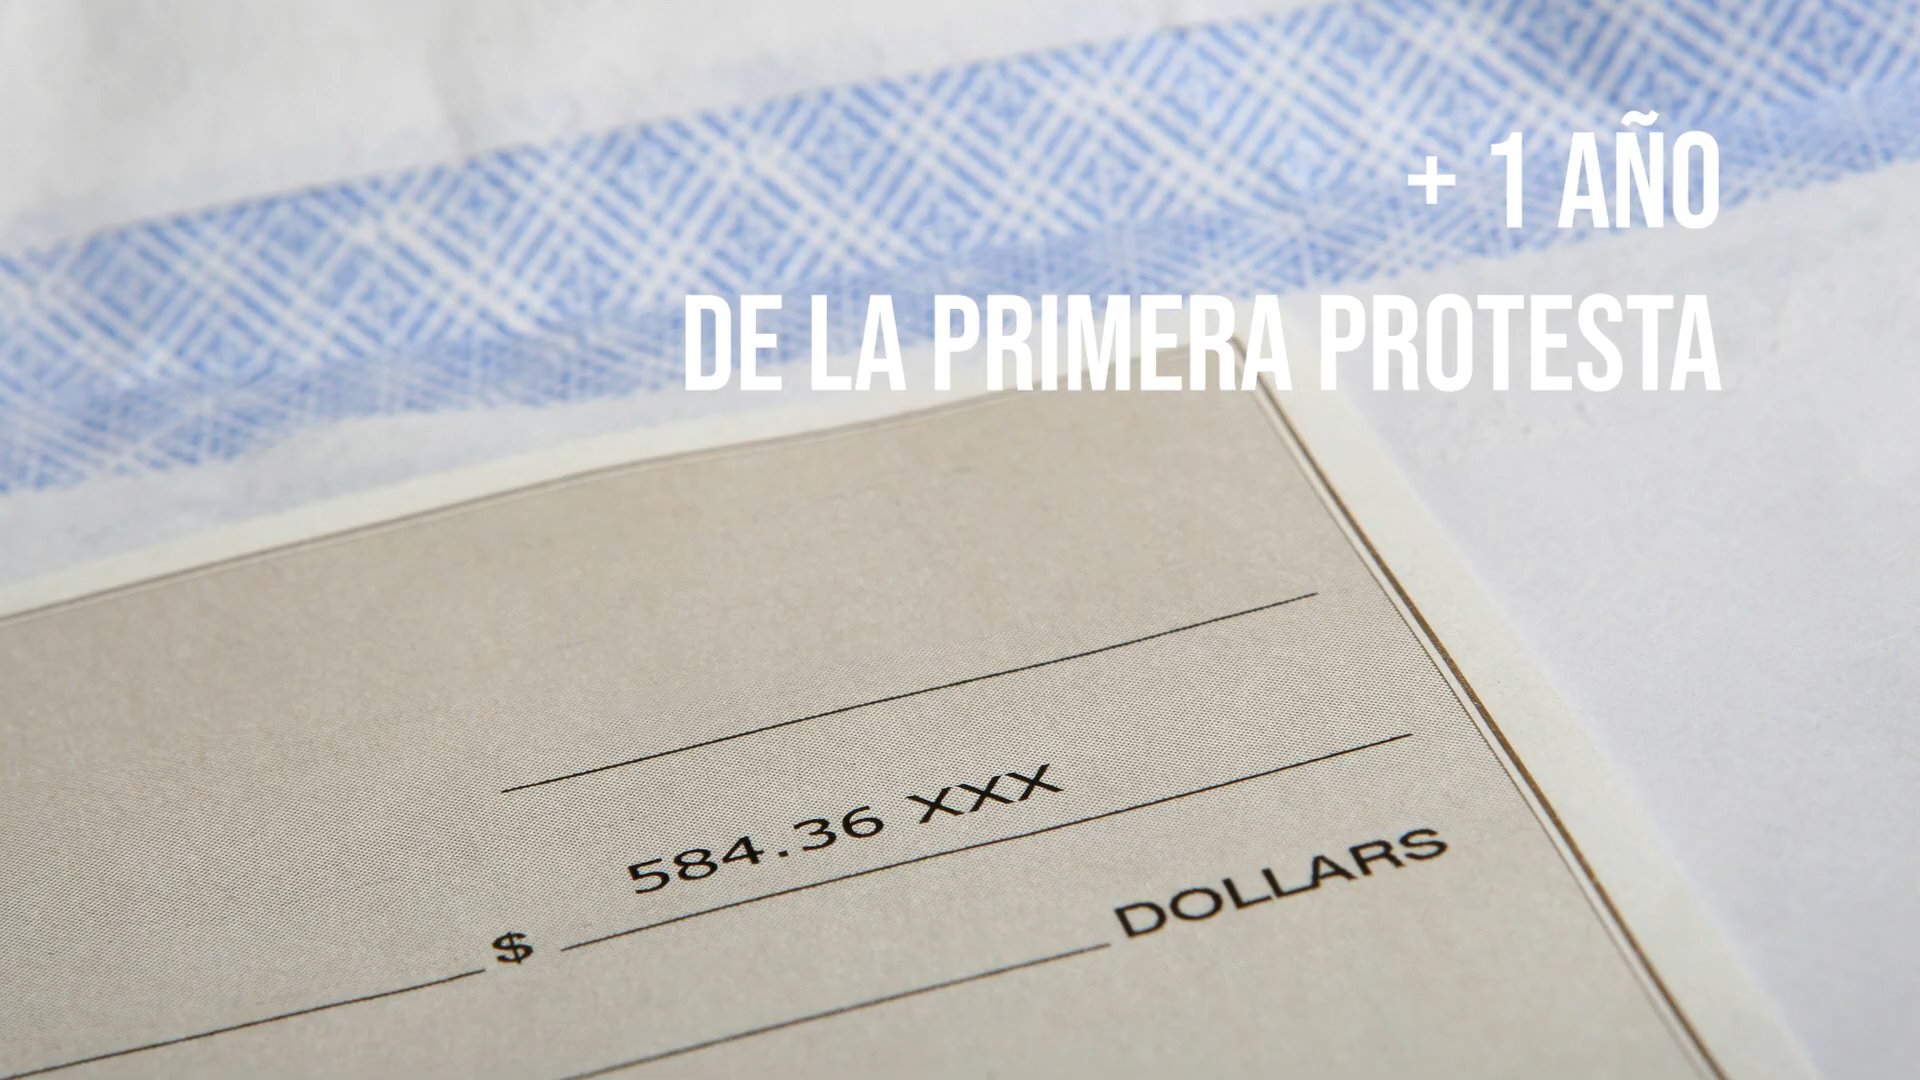 + 1 AÑO
DE LA PRIMERA PROTESTA
584.36 XXX
$
DOLLARS